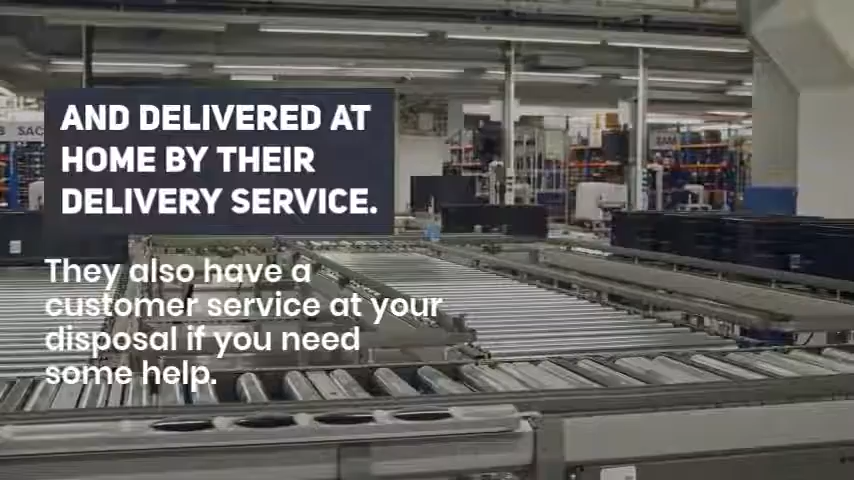 AND DELIVERED AT
HOME BY THEIR
DELIVERY SERVICE.
They also have a
customer service at your
disposal if you need
some help.